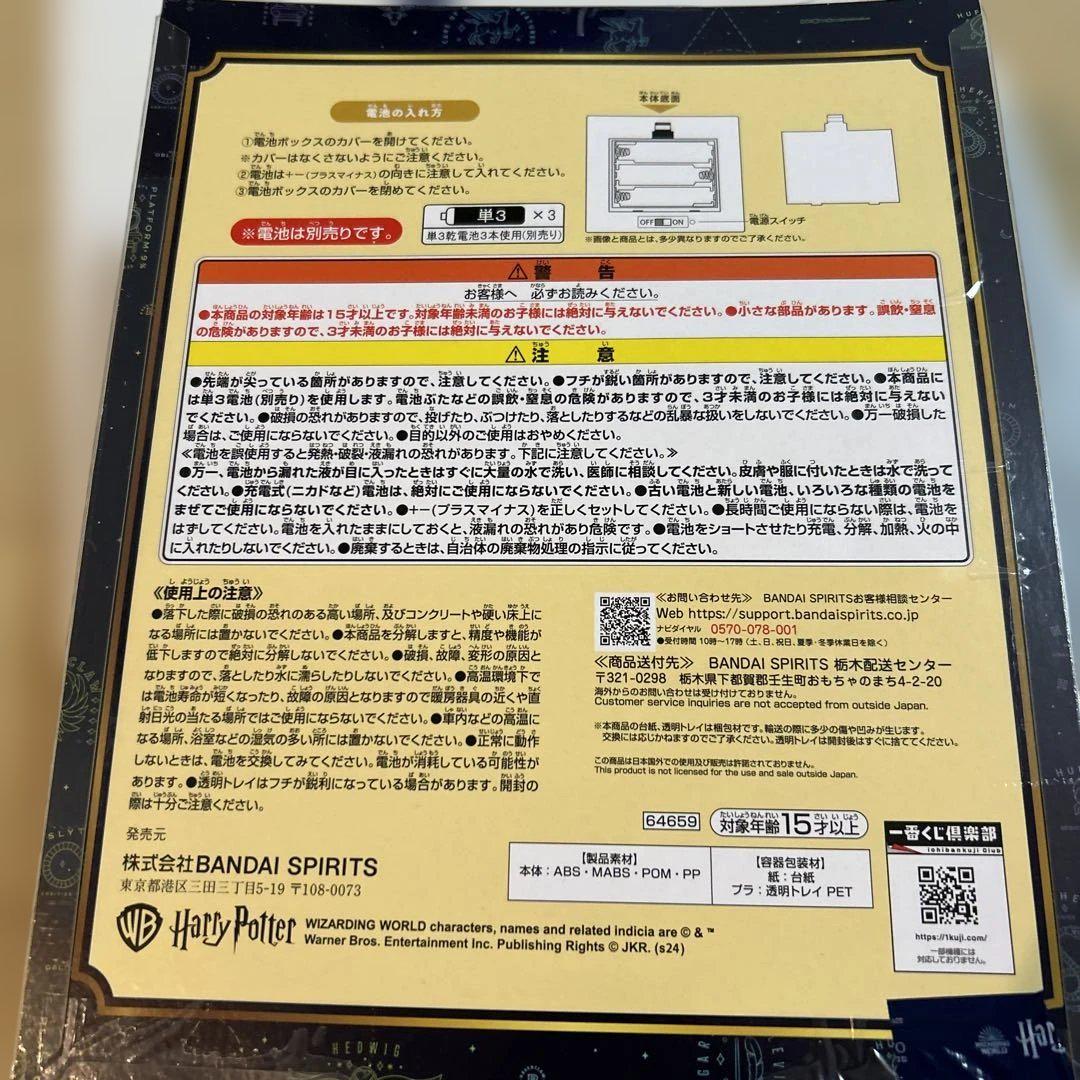 電池の入れ方
①電池ボックスのカバーを開けてください。
※カバーはなくさないようにご注意ください。
②電池は+ー(プラスマイナス)の向きに注意して入れてください。
③電池ボックスのカバーを閉めてください。
※電池は別売りです。
単3 ×3
単3乾電池3本使用(別売り)
本体底面
OFF ON
電源スイッチ
※画像と商品とは、多少異なりますのでご了承ください。
⚠警告
お客様へ 必ずお読みください。
●本商品の対象年齢は15才以上です。対象年齢未満のお子様には絶対に与えないでください。●小さな部品があります。誤飲・窒息
の危険がありますので、3才未満のお子様には絶対に与えないでください。
⚠注意
●先端が尖っている箇所がありますので、注意してください。●フチが鋭い箇所がありますので、注意してください。●本商品に
は単3電池(別売り)を使用します。電池ぶたなどの誤飲・窒息の危険がありますので、3才未満のお子様には絶対に与えない
でください。●破損の恐れがありますので、投げたり、ぶつけたり、落としたりするなどの乱暴な扱いをしないでください。●万一破損した
場合は、ご使用にならないでください。●目的以外のご使用はおやめください。
≪電池を誤使用すると発熱・破裂・液漏れの恐れがあります。下記に注意してください。≫
●万一、電池から漏れた液が目に入ったときはすぐに大量の水で洗い、医師に相談してください。皮膚や服に付いたときは水で洗って
ください。●充電式(ニカドなど)電池は、絶対にご使用にならないでください。●古い電池と新しい電池、いろいろな種類の電池を
まぜてご使用にならないでください。●+ー(プラスマイナス)を正しくセットしてください。●長時間ご使用にならない際は、電池を
はずしてください。電池を入れたままにしておくと、液漏れの恐れがあり危険です。●電池をショートさせたり充電、分解、加熱、火の中
に入れたりしないでください。●廃棄するときは、自治体の廃棄物処理の指示に従ってください。
《使用上の注意》
●落下した際に破損の恐れのある高い場所、及びコンクリートや硬い床上に
なる場所には置かないでください。●本商品を分解しますと、精度や機能が
低下しますので絶対に分解しないでください。●破損、故障、変形の原因と
なりますので、落としたり水に濡らしたりしないでください。●高温環境下で
は電池寿命が短くなったり、故障の原因となりますので暖房器具の近くや直
射日光の当たる場所ではご使用にならないでください。●車内などの高温に
なる場所、浴室などの湿気の多い所には置かないでください。●正常に動作
しないときは、電池を交換してみてください。電池が消耗している可能性が
あります。●透明トレイはフチが鋭利になっている場合があります。開封の
際は十分ご注意ください。
≪お問い合わせ先≫ BANDAI SPIRITSお客様相談センター
Web https://support.bandaispirits.co.jp
ナビダイヤル 0570-078-001
●受付時間 10時〜17時(土、日、祝日、夏季・冬季休業日を除く)
≪商品送付先≫ BANDAI SPIRITS 栃木配送センター
〒321-0298 栃木県下都賀郡壬生町おもちゃのまち4-2-20
海外からのお問い合わせは受け付けておりません。
Customer service inquiries are not accepted from outside Japan.
※本商品の台紙、透明トレイは梱包材です。輸送の際に多少の傷や凹みが生じます。
交換には応じかねますのでご了承ください。透明トレイは開封後はすぐに捨ててください。
この商品は日本国外での使用及び販売は許諾されておりません。
This product is not licensed for the use and sale outside Japan.
64659
対象年齢15才以上
発売元
株式会社BANDAI SPIRITS
東京都港区三田三丁目5-19 〒108-0073
【製品素材】
本体:ABS・MABS・POM・PP
【容器包装材】
紙:台紙
プラ:透明トレイ PET
一番くじ倶楽部
ichibankuji Club
https://1kuji.com/
一部機種には
対応しておりません。
WB Harry Potter
WIZARDING WORLD characters, names and related indicia are © & ™
Warner Bros. Entertainment Inc. Publishing Rights © JKR. (s24)
PLATFORM 9¾
HEDWIG